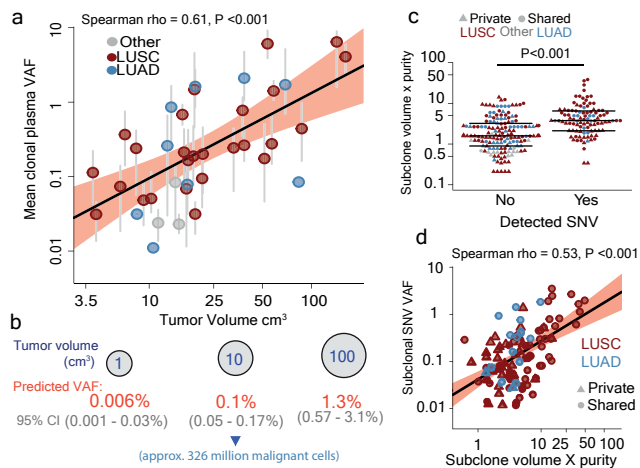 a
Spearman rho = 0.61, P <0.001
Other
LUSC
LUAD
Mean clonal plasma VAF
10
1
0.1
0.01
3.5 10 25 50 100
Tumor Volume cm³
b
Tumor volume
(cm³)
1 10 100
Predicted VAF:
0.006% 0.1% 1.3%
95% CI (0.001 - 0.03%) (0.05 - 0.17%) (0.57 - 3.1%)
(approx. 326 million malignant cells)
c
Private Shared
LUSC Other LUAD
P<0.001
Subclone volume x purity
100
50
10
5
1
0.5
0.1
No Yes
Detected SNV
d
Spearman rho = 0.53, P <0.001
Subclonal SNV VAF
10
1
0.1
0.01
LUSC
LUAD
Private
Shared
1 10 25 50 100
Subclone volume X purity